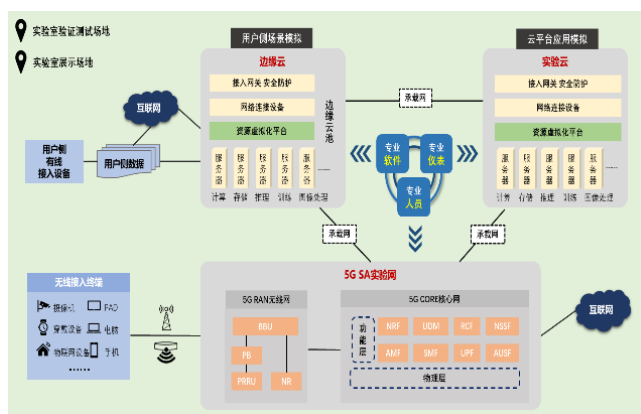 实验室验证测试场地
实验室展示场地
用户侧场景模拟
云平台应用模拟
边缘云
接入网关 安全防护
网络连接设备
资源虚拟化平台
服务器 服务器 服务器 服务器 服务器 ......
计算 存储 推理 训练 图像处理
边缘云池
实验云
接入网关 安全防护
网络连接设备
资源虚拟化平台
服务器 服务器 服务器 服务器 服务器 ......
计算 存储 推理 训练 图像处理
互联网
用户侧
有线
接入设备
用户侧数据
承载网
专业
软件
专业
仪表
专业
人员
承载网
承载网
5G SA实验网
无线接入终端
摄像机 PAD
穿戴设备 电脑
物联网设备 手机
......
5G RAN无线网
BBU
PB
PRRU NR
5G CORE核心网
功能层
NRF UDM PCF NSSF
AMF SMF UPF AUSF
物理层
互联网